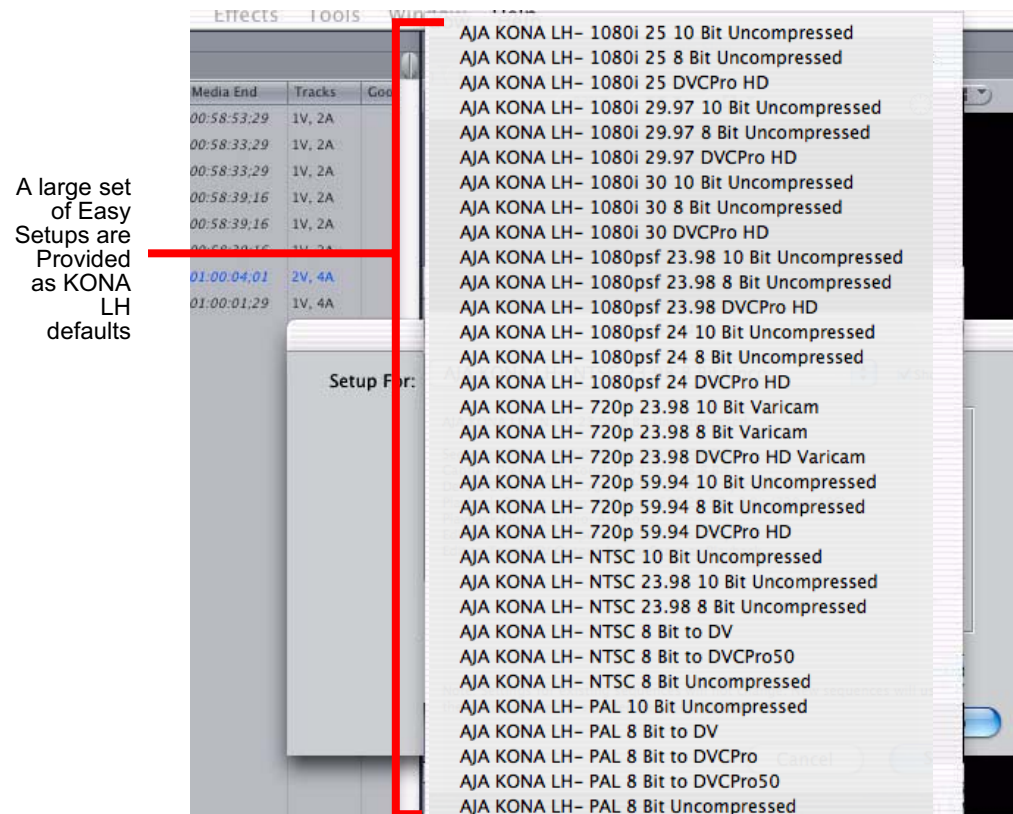 Effects Tools Window Help
Media End Tracks Goo
00:58:53;29 1V, 2A
00:58:33;29 1V, 2A
00:58:33;29 1V, 2A
00:58:39;16 1V, 2A
00:58:39;16 1V, 2A
00:58:39;16 1V, 2A
01:00:04;01 2V, 4A
01:00:01;29 1V, 4A
A large set
of Easy
Setups are
Provided
as KONA
LH
defaults
Setup For:
AJA KONA LH- 1080i 25 10 Bit Uncompressed
AJA KONA LH- 1080i 25 8 Bit Uncompressed
AJA KONA LH- 1080i 25 DVCPro HD
AJA KONA LH- 1080i 29.97 10 Bit Uncompressed
AJA KONA LH- 1080i 29.97 8 Bit Uncompressed
AJA KONA LH- 1080i 29.97 DVCPro HD
AJA KONA LH- 1080i 30 10 Bit Uncompressed
AJA KONA LH- 1080i 30 8 Bit Uncompressed
AJA KONA LH- 1080i 30 DVCPro HD
AJA KONA LH- 1080psf 23.98 10 Bit Uncompressed
AJA KONA LH- 1080psf 23.98 8 Bit Uncompressed
AJA KONA LH- 1080psf 23.98 DVCPro HD
AJA KONA LH- 1080psf 24 10 Bit Uncompressed
AJA KONA LH- 1080psf 24 8 Bit Uncompressed
AJA KONA LH- 1080psf 24 DVCPro HD
AJA KONA LH- 720p 23.98 10 Bit Varicam
AJA KONA LH- 720p 23.98 8 Bit Varicam
AJA KONA LH- 720p 23.98 DVCPro HD Varicam
AJA KONA LH- 720p 59.94 10 Bit Uncompressed
AJA KONA LH- 720p 59.94 8 Bit Uncompressed
AJA KONA LH- 720p 59.94 DVCPro HD
AJA KONA LH- NTSC 10 Bit Uncompressed
AJA KONA LH- NTSC 23.98 10 Bit Uncompressed
AJA KONA LH- NTSC 23.98 8 Bit Uncompressed
AJA KONA LH- NTSC 8 Bit to DV
AJA KONA LH- NTSC 8 Bit to DVCPro50
AJA KONA LH- NTSC 8 Bit Uncompressed
AJA KONA LH- PAL 10 Bit Uncompressed
AJA KONA LH- PAL 8 Bit to DV
AJA KONA LH- PAL 8 Bit to DVCPro
AJA KONA LH- PAL 8 Bit to DVCPro50
AJA KONA LH- PAL 8 Bit Uncompressed
Cancel